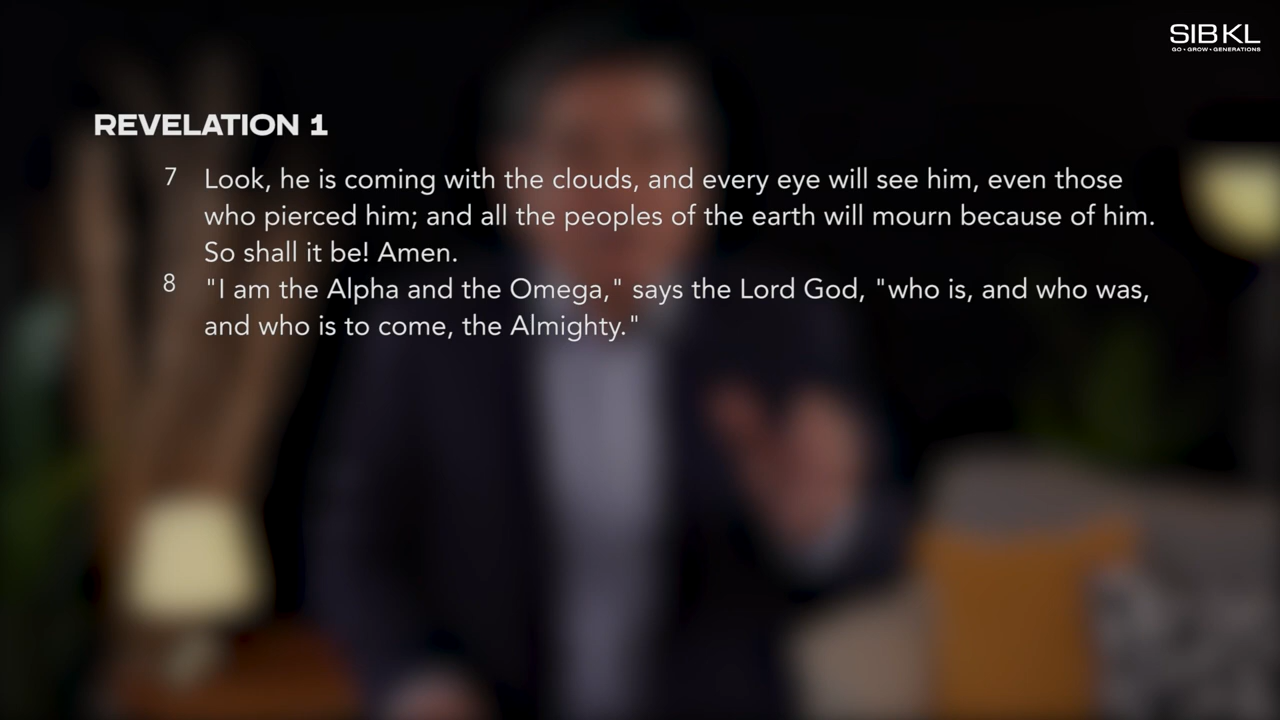 SIBKL
GO • GROW • GENERATIONS
REVELATION 1
7 Look, he is coming with the clouds, and every eye will see him, even those
who pierced him; and all the peoples of the earth will mourn because of him.
So shall it be! Amen.
8 "I am the Alpha and the Omega," says the Lord God, "who is, and who was,
and who is to come, the Almighty."